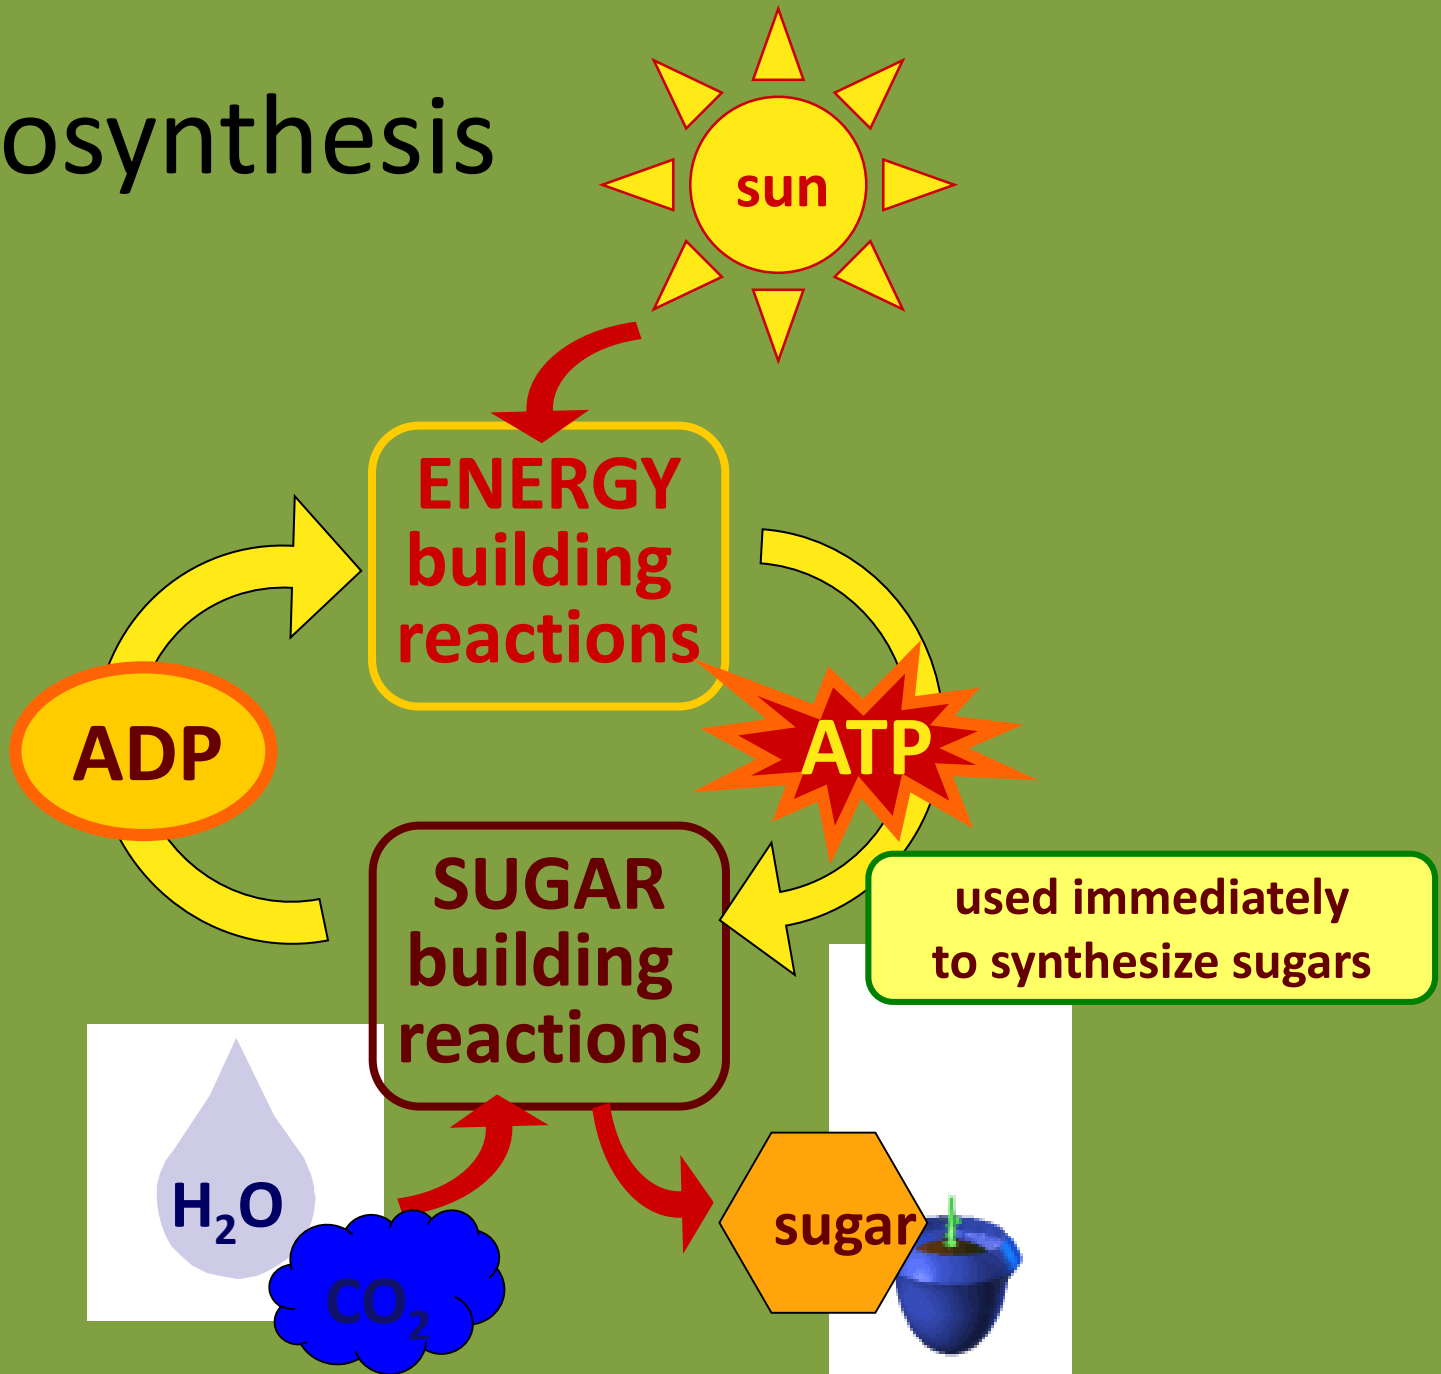 osynthesis
sun
ENERGY
building
reactions
ADP
ATP
SUGAR
building
reactions
used immediately
to synthesize sugars
H₂O
CO₂
sugar